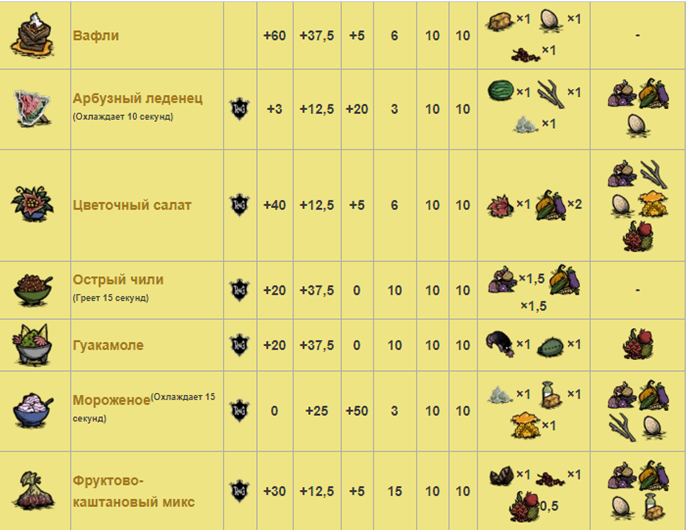 Вафли +60 +37,5 +5 6 10 10 ×1 ×1 ×1 -
Арбузный леденец (Охлаждает 10 секунд) +3 +12,5 +20 3 10 10 ×1 ×1 ×1
Цветочный салат +40 +12,5 +5 6 10 10 ×1 ×2
Острый чили (Греет 15 секунд) +20 +37,5 0 10 10 10 ×1,5 ×1,5 -
Гуакамоле +20 +37,5 0 10 10 10 ×1 ×1
Мороженое (Охлаждает 15 секунд) 0 +25 +50 3 10 10 ×1 ×1 ×1
Фруктово-каштановый микс +30 +12,5 +5 15 10 10 ×1 ×1 0,5